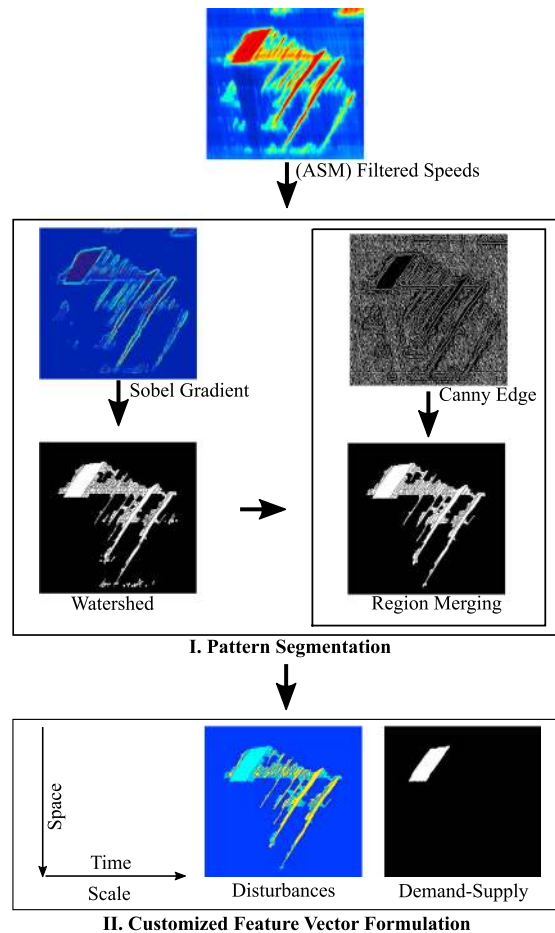 (ASM) Filtered Speeds
Sobel Gradient
Canny Edge
Watershed
Region Merging
I. Pattern Segmentation
Space
Time
Scale
Disturbances
Demand-Supply
II. Customized Feature Vector Formulation